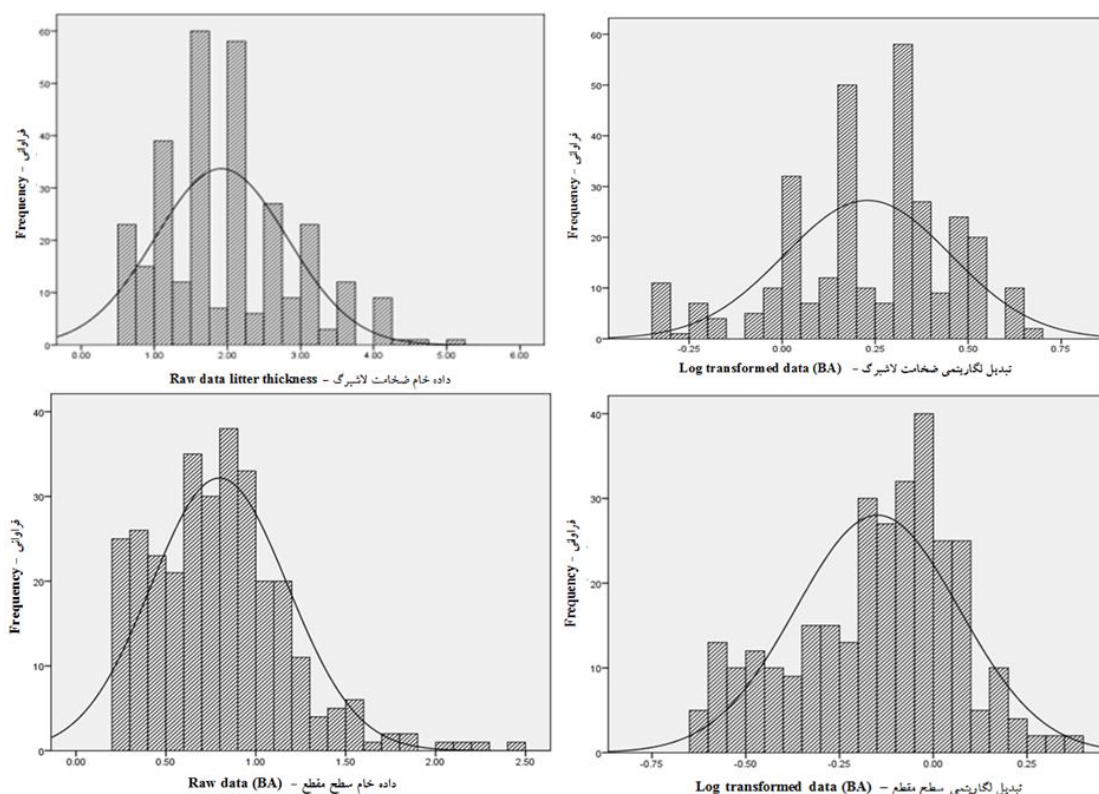 60
50
40
30
20
10
0
Frequency – فراوانی
0.00 1.00 2.00 3.00 4.00 5.00 6.00
Raw data litter thickness – داده خام ضخامت لاشبرگ
60
50
40
30
20
10
0
Frequency – فراوانی
-0.25 0.00 0.25 0.50 0.75
Log transformed data (BA) – تبدیل لگاریتمی ضخامت لاشبرگ
40
30
20
10
0
Frequency – فراوانی
0.00 0.50 1.00 1.50 2.00 2.50
Raw data (BA) – داده خام سطح مقطع
40
30
20
10
0
Frequency – فراوانی
-0.75 -0.50 -0.25 0.00 0.25
Log transformed data (BA) – تبدیل لگاریتمی سطح مقطع